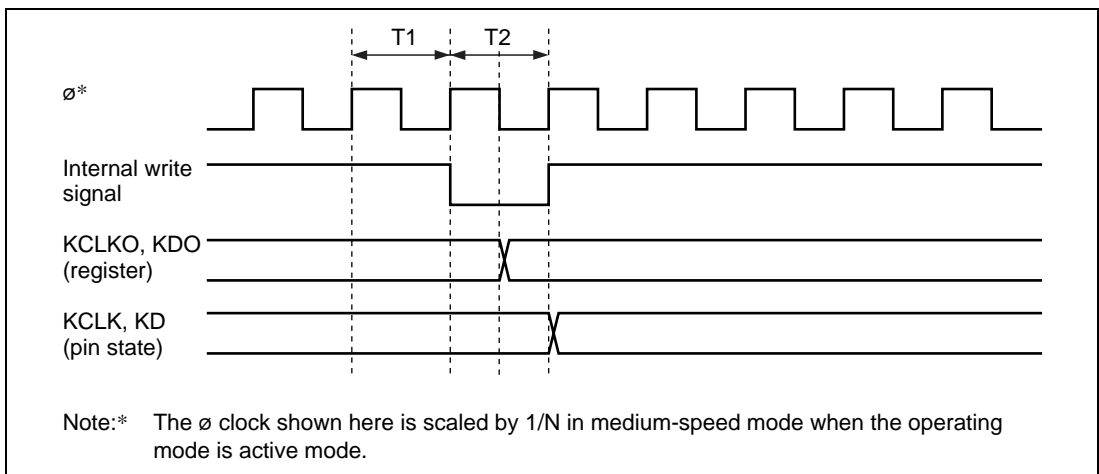 T1 T2
ø*
Internal write
signal
KCLKO, KDO
(register)
KCLK, KD
(pin state)
Note:* The ø clock shown here is scaled by 1/N in medium-speed mode when the operating
mode is active mode.